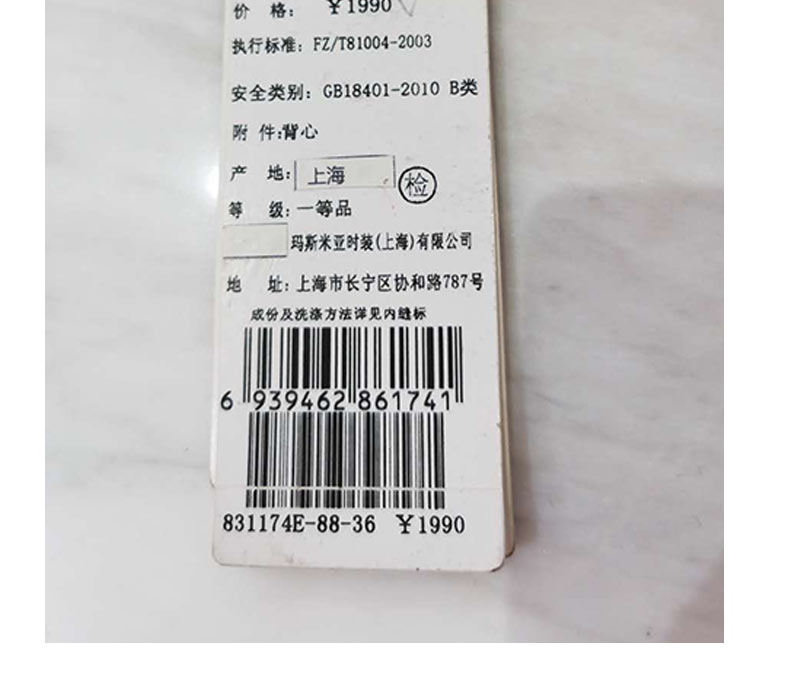 价 格: ￥1990
执行标准: FZ/T81004-2003
安全类别: GB18401-2010 B类
附 件:背心
产 地: 上海 检
等 级: 一等品
玛斯米亚时装(上海)有限公司
地 址: 上海市长宁区协和路787号
成份及洗涤方法详见内缝标
6 939462 861741
831174E-88-36 ￥1990